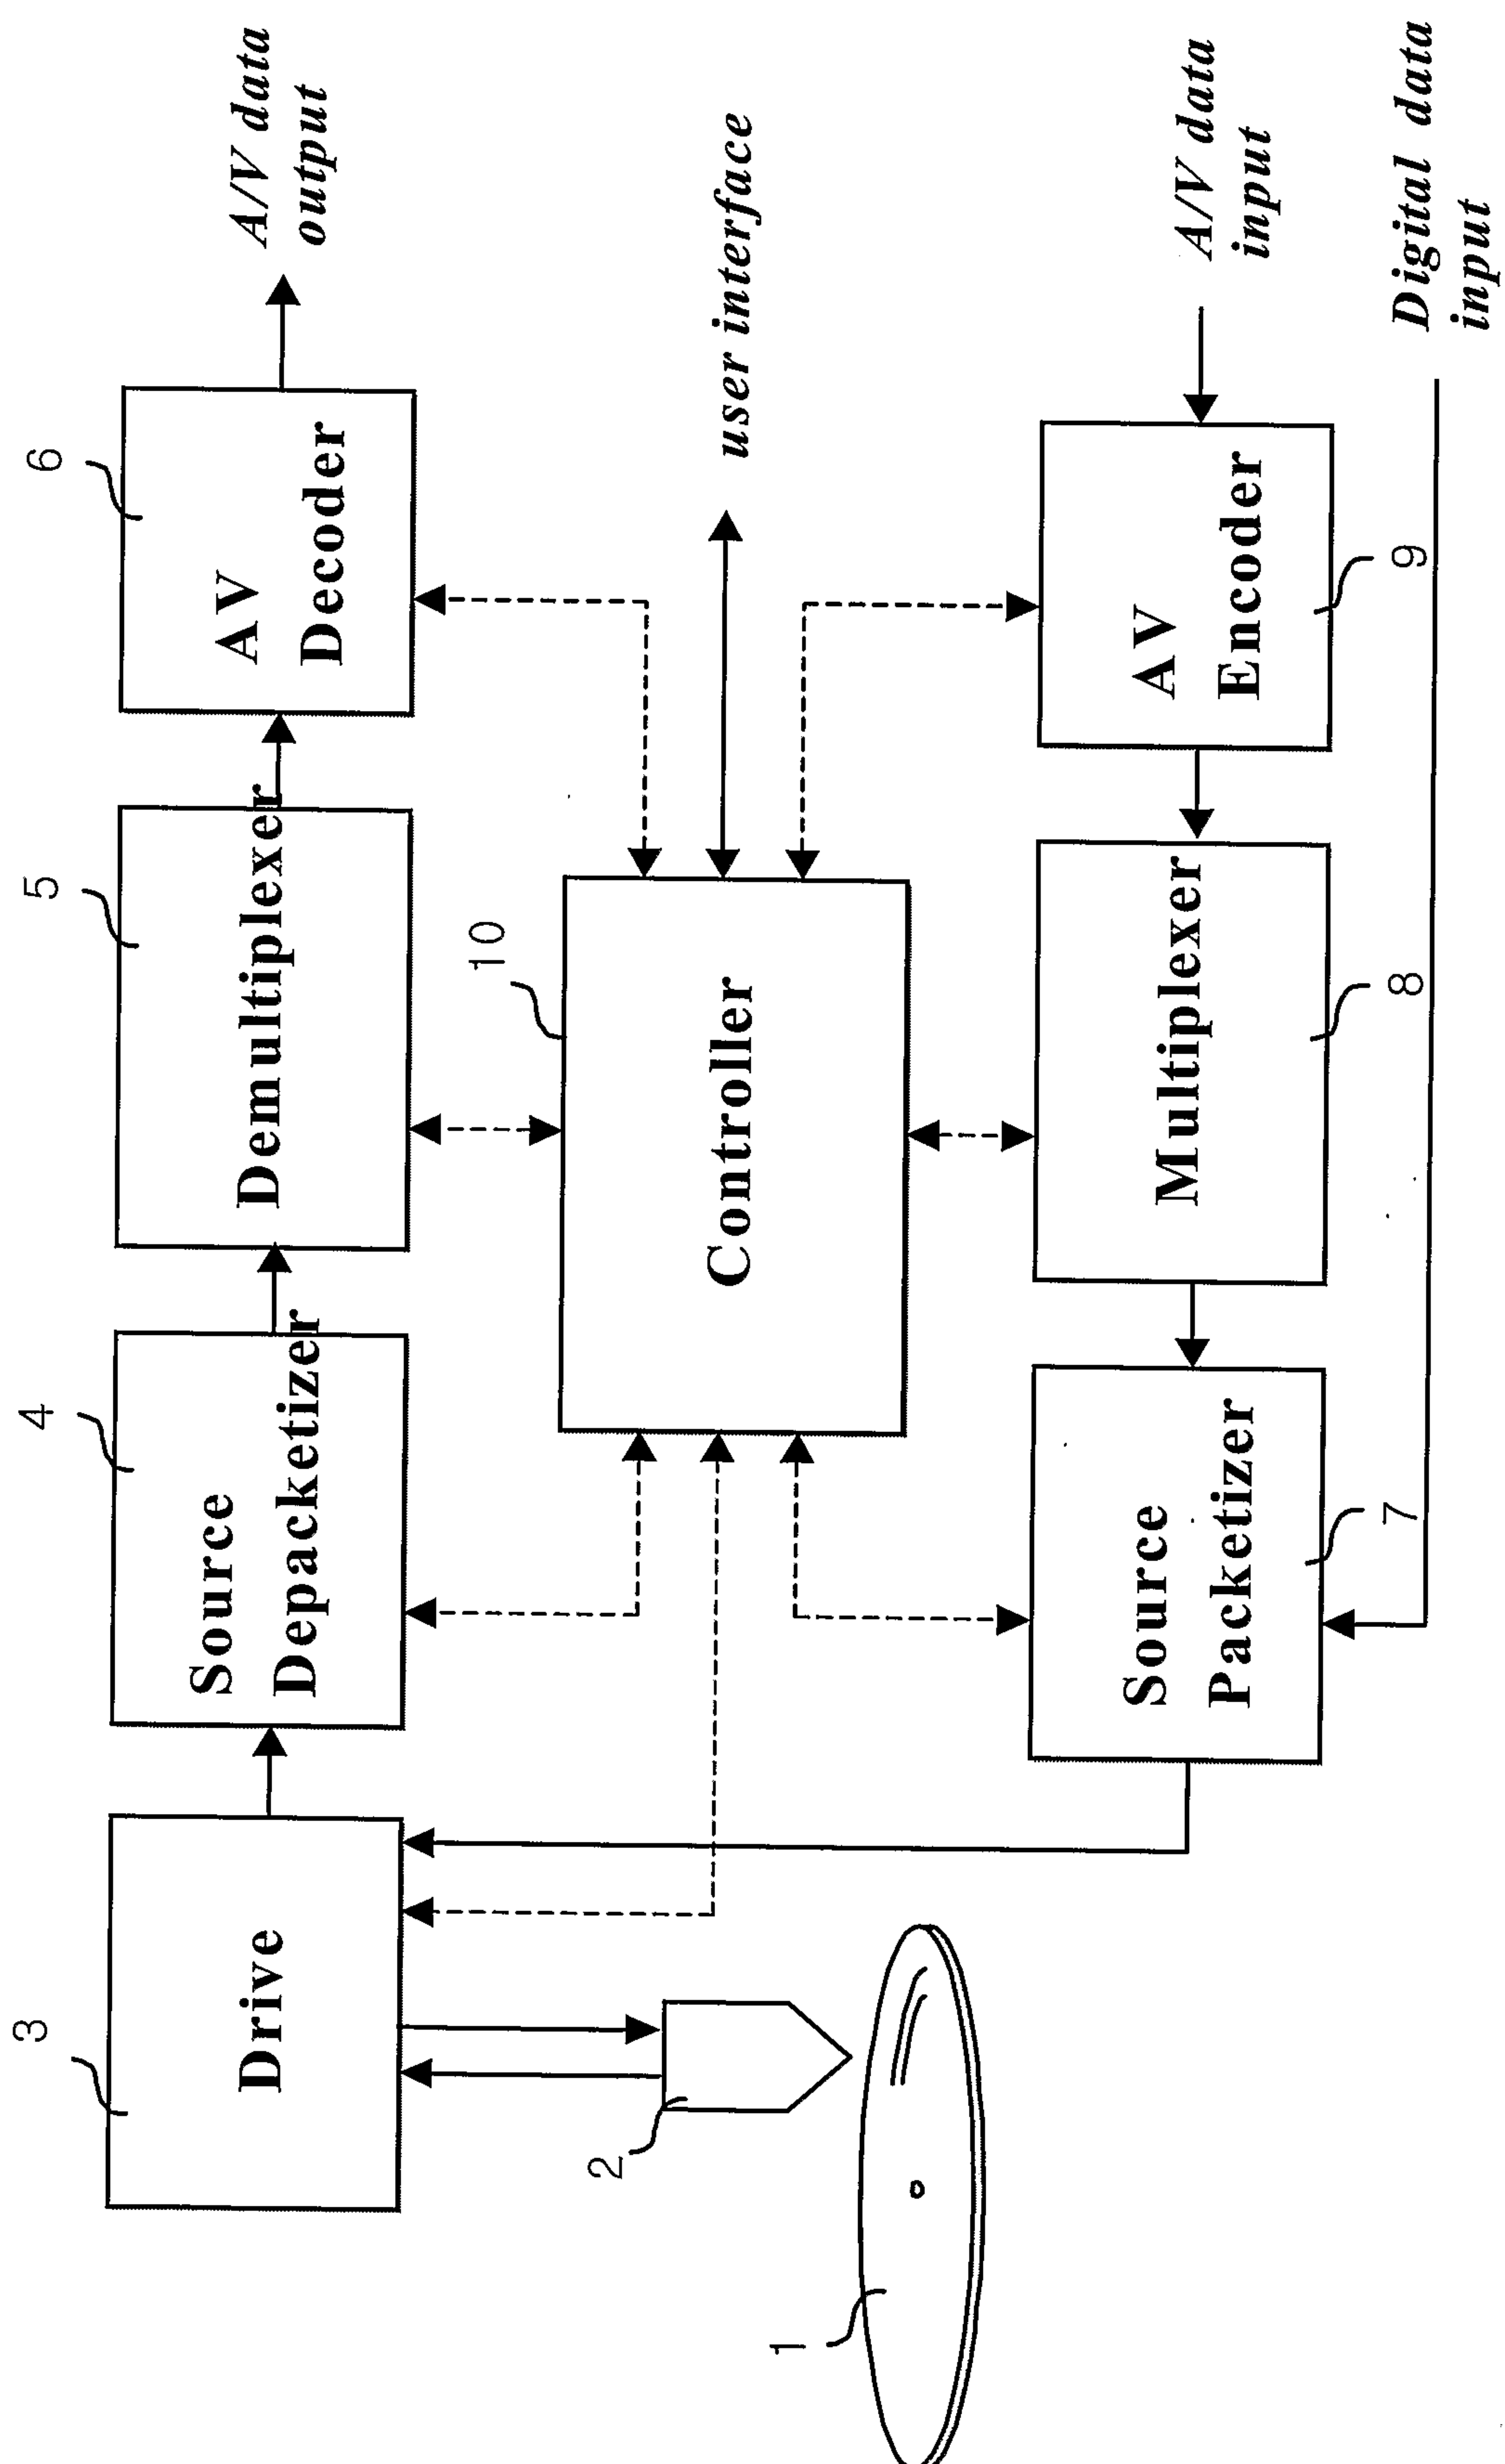 3
Drive
4
Source
Depacketizer
5
Demultiplexer
6
AV
Decoder
A/V data
output
2
1
10
Controller
user interface
Source
Packetizer
7
Multiplexer
8
AV
Encoder
9
A/V data
input
Digital data
input